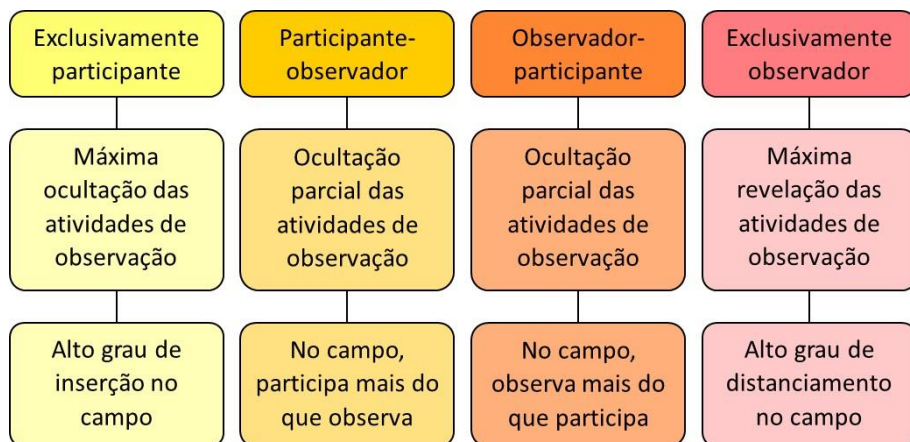 Exclusivamente
participante
Participante-
observador
Observador-
participante
Exclusivamente
observador
Máxima
ocultação das
atividades de
observação
Ocultação
parcial das
atividades de
observação
Ocultação
parcial das
atividades de
observação
Máxima
revelação das
atividades de
observação
Alto grau de
inserção no
campo
No campo,
participa mais do
que observa
No campo,
observa mais do
que participa
Alto grau de
distanciamento
no campo